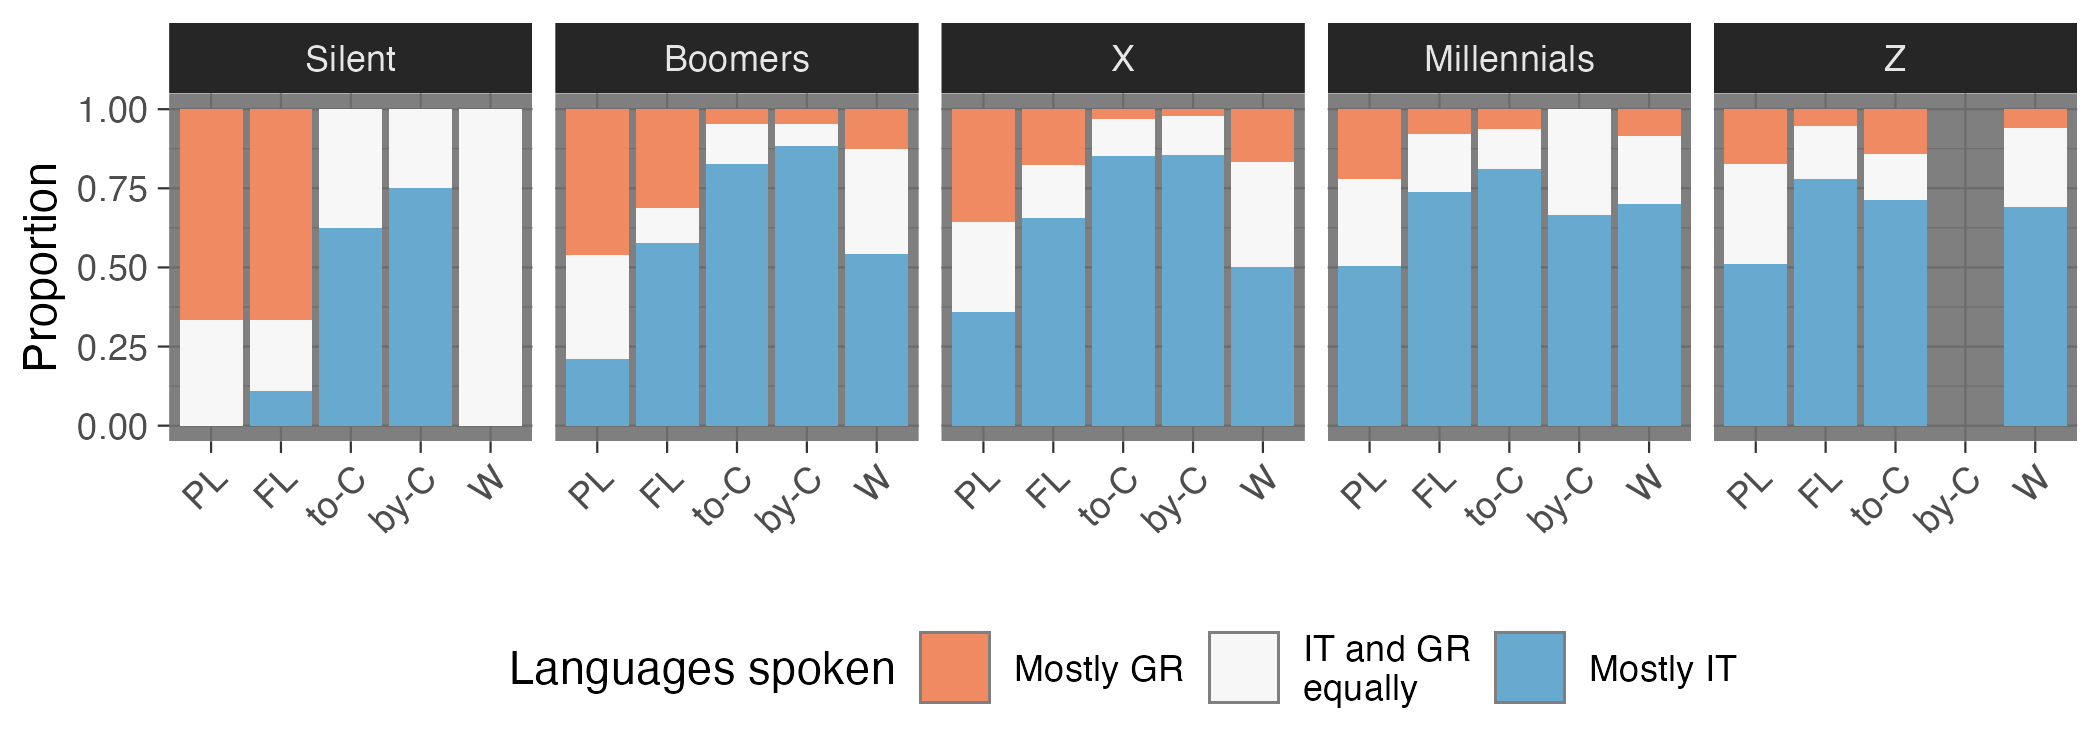 Silent Boomers X Millennials Z
Proportion
1.00
0.75
0.50
0.25
0.00
PL FL to-C by-C W PL FL to-C by-C W PL FL to-C by-C W PL FL to-C by-C W PL FL to-C by-C W
Languages spoken
Mostly GR
IT and GR
equally
Mostly IT